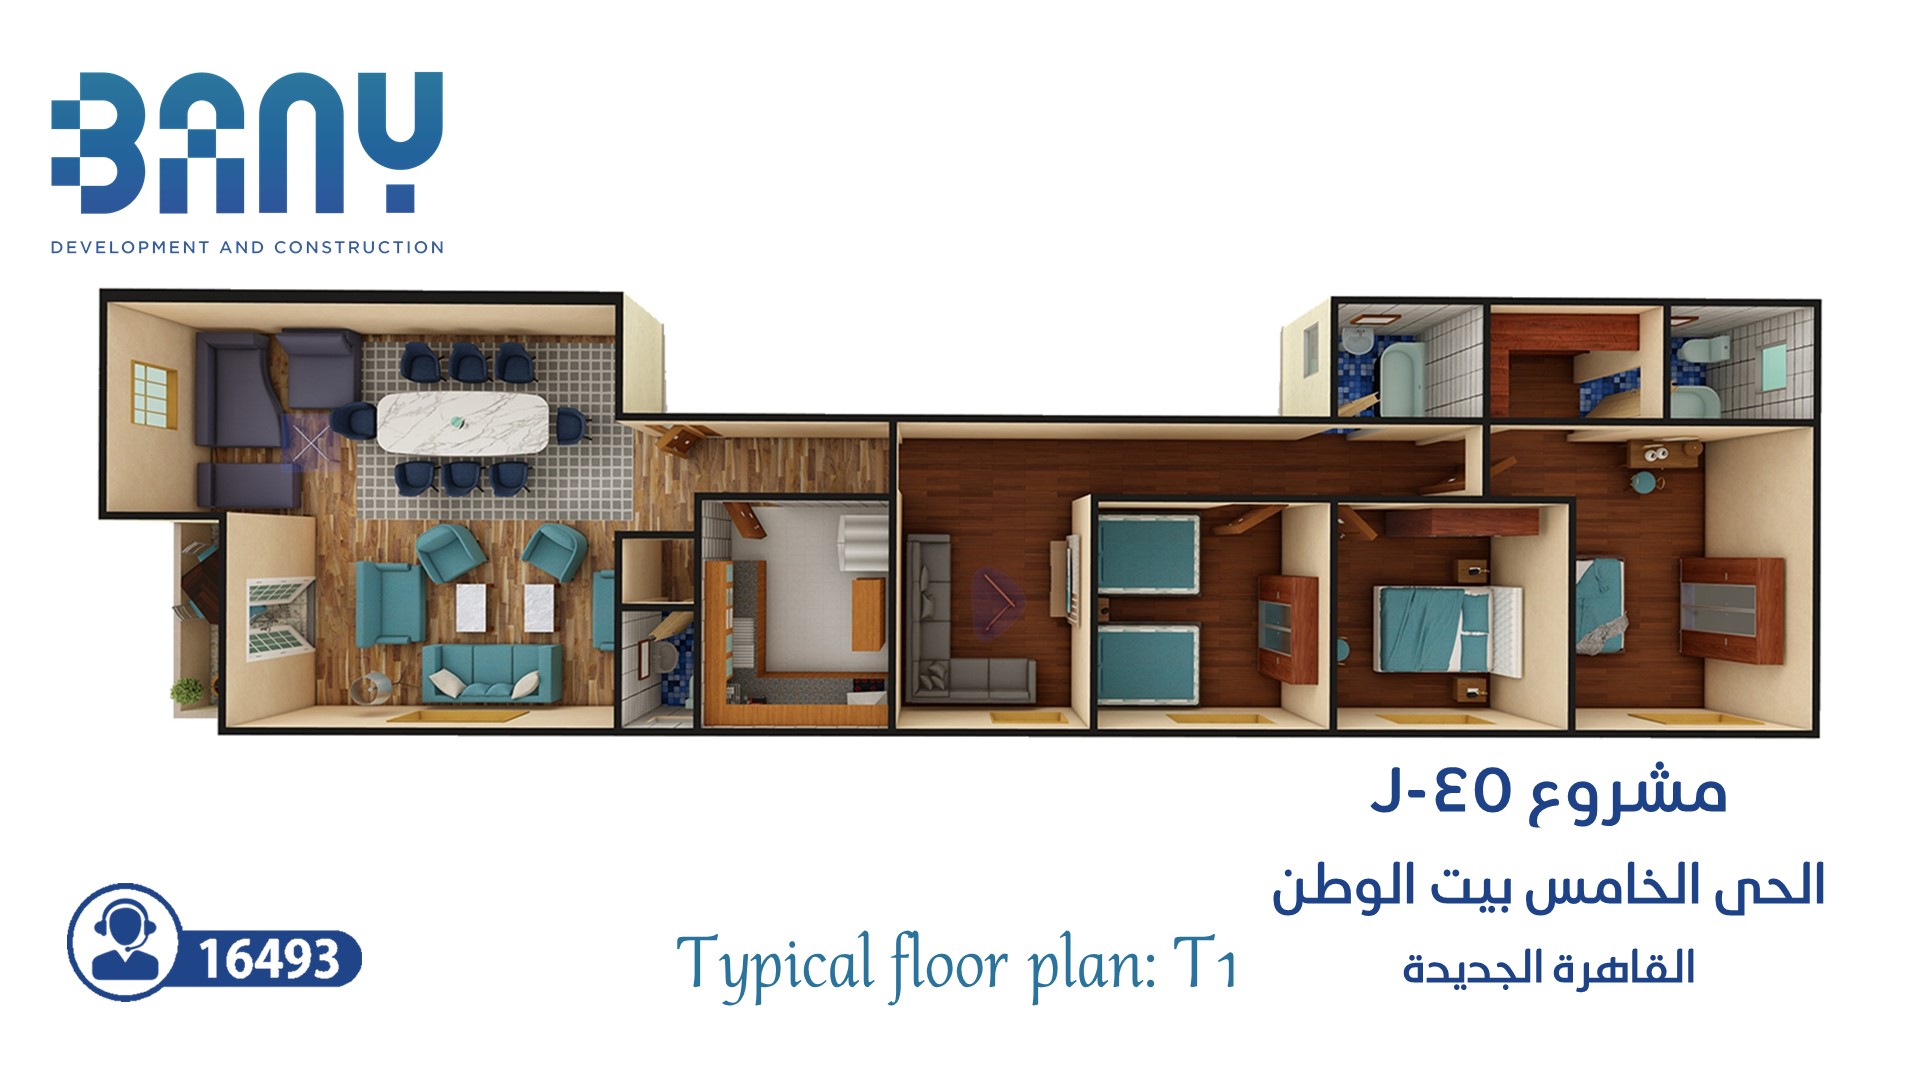 BANY
DEVELOPMENT AND CONSTRUCTION
مشروع J-٤٥
الحى الخامس بيت الوطن
القاهرة الجديدة
Typical floor plan: T1
16493